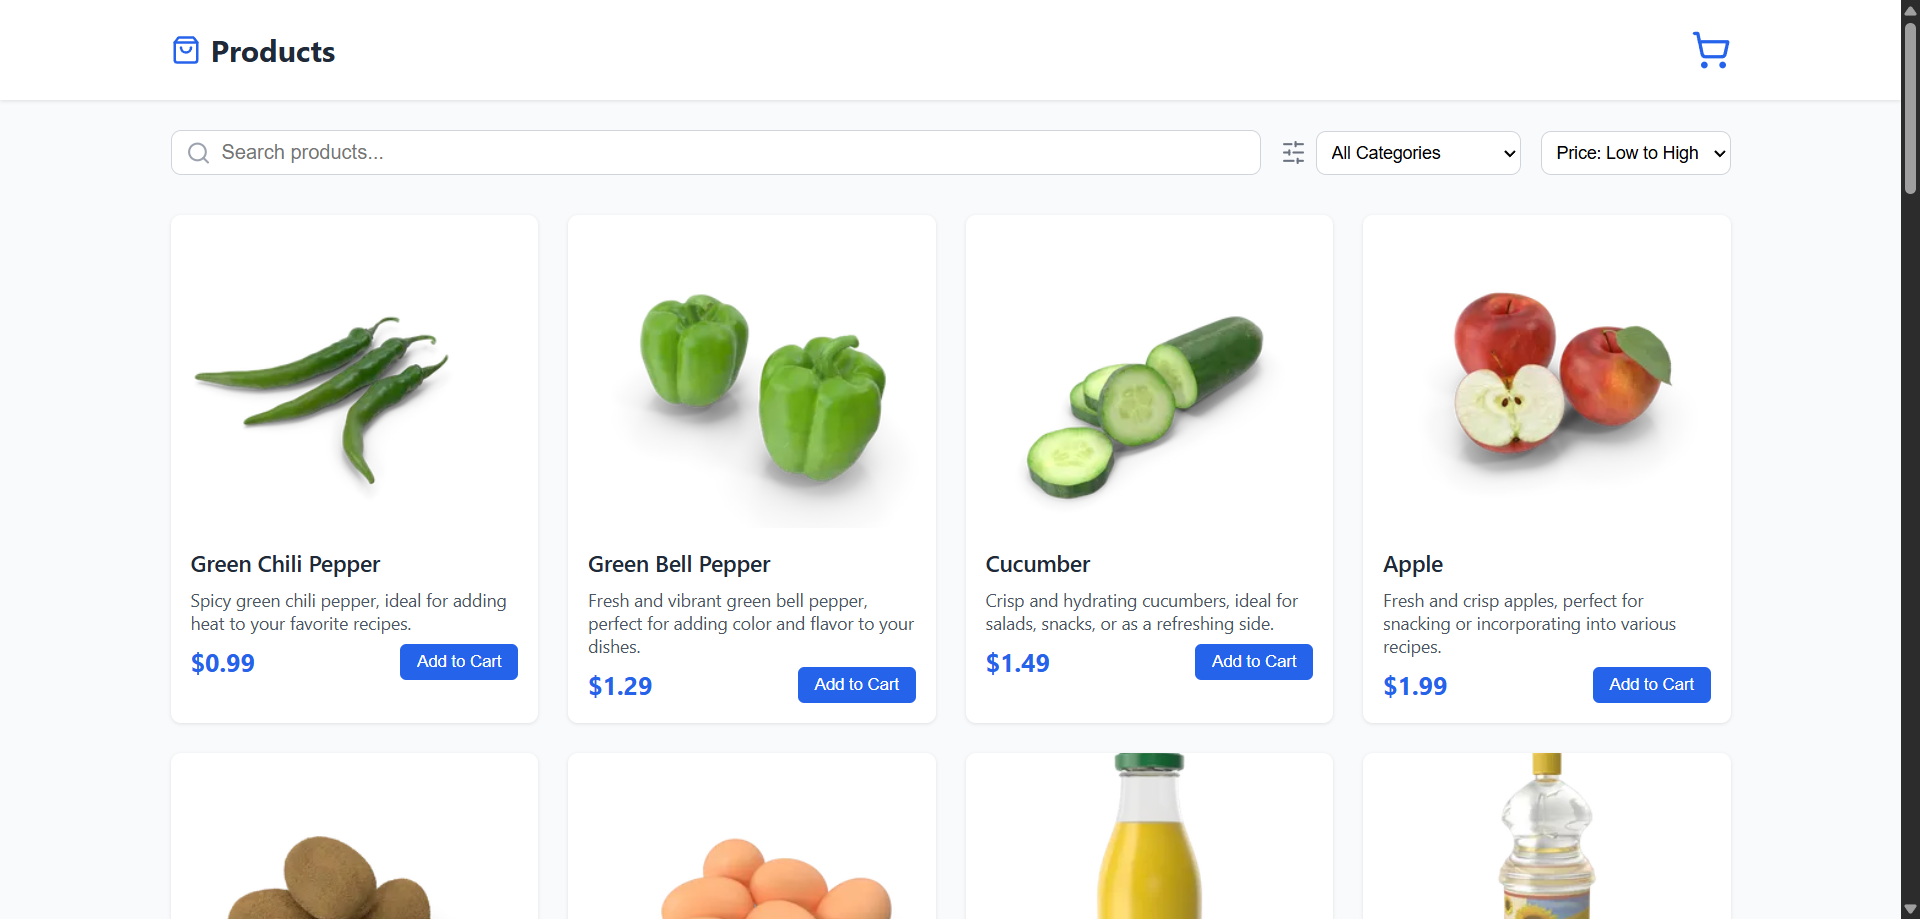 Products
Search products...
All Categories
Price: Low to High
Green Chili Pepper
Spicy green chili pepper, ideal for adding
heat to your favorite recipes.
$0.99
Add to Cart
Green Bell Pepper
Fresh and vibrant green bell pepper,
perfect for adding color and flavor to your
dishes.
$1.29
Add to Cart
Cucumber
Crisp and hydrating cucumbers, ideal for
salads, snacks, or as a refreshing side.
$1.49
Add to Cart
Apple
Fresh and crisp apples, perfect for
snacking or incorporating into various
recipes.
$1.99
Add to Cart